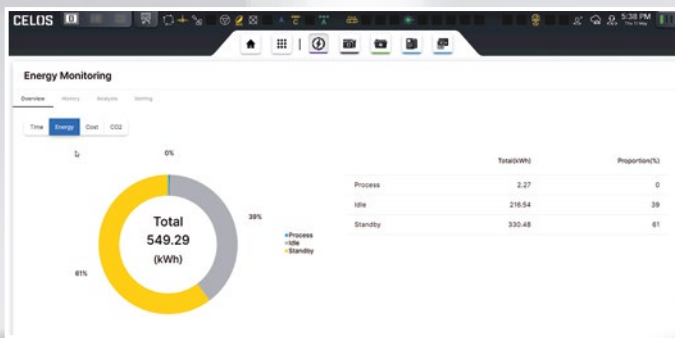 CELOS
5:38 PM
Energy Monitoring
Overview History Analysis Setting
Time Energy Cost CO2
0%
39%
61%
Total
549.29
(kWh)
Process
Idle
Standby
Total(kWh) Proportion(%)
Process 2.27 0
Idle 216.54 39
Standby 330.48 61